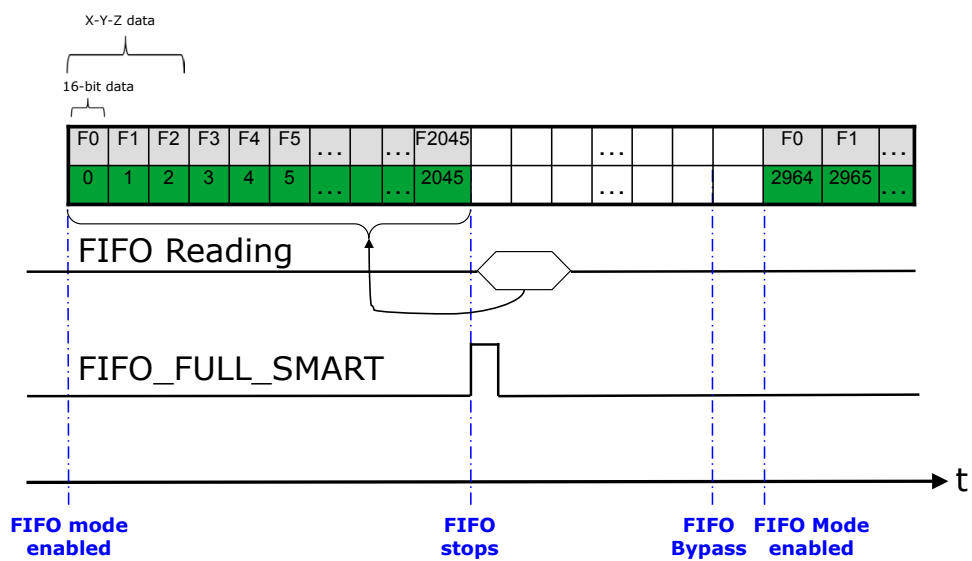 X-Y-Z data
16-bit data
F0 F1 F2 F3 F4 F5 ... ... F2045 ... F0 F1 ...
0 1 2 3 4 5 ... ... 2045 ... 2964 2965 ...
FIFO Reading
FIFO_FULL_SMART
t
FIFO mode enabled
FIFO stops
FIFO Bypass
FIFO Mode enabled